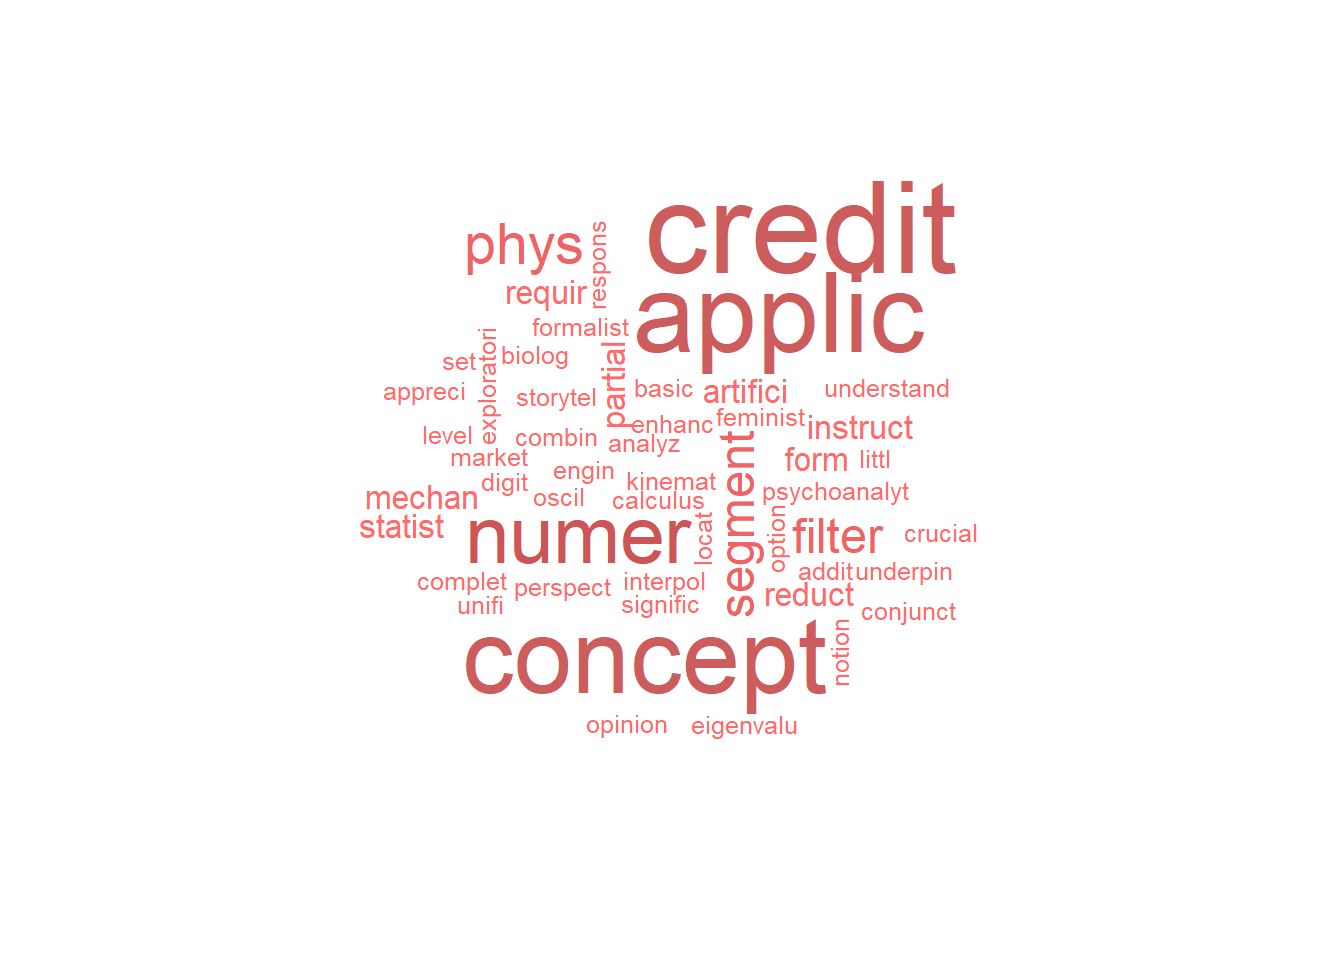 credit
phys
respons
applic
requir
formalist
exploratori
partial
set
biolog
appreci
storytel
basic
artifici
understand
enhanc
feminist
instruct
level
combin
analyz
market
segment
form
littl
digit
engin
kinemat
psychoanalyt
mechan
oscil
calculus
statist
numer
locat
option
filter
crucial
complet
perspect
interpol
addit
underpin
unifi
signific
reduct
conjunct
concept
notion
opinion
eigenvalu